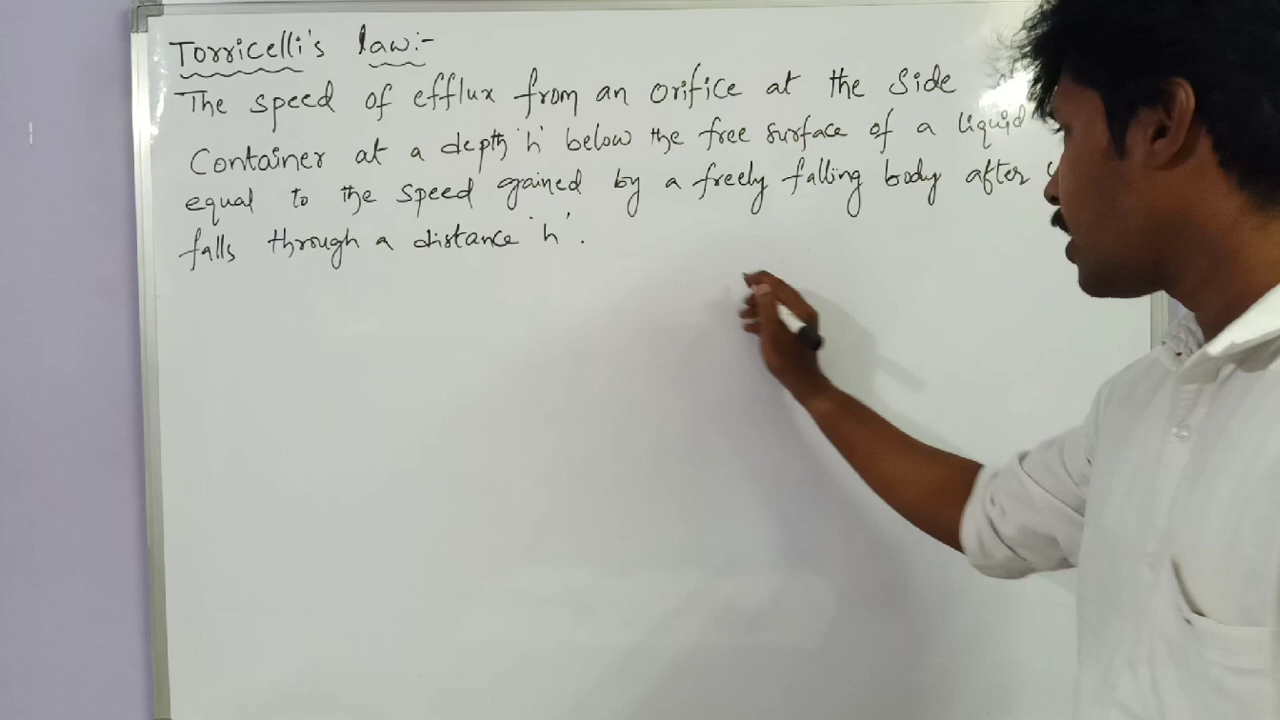 Torricelli's law:-
The speed of efflux from an orifice at the side
Container at a depth 'h' below the free surface of a liquid
equal to the speed gained by a freely falling body after
falls through a distance 'h'.